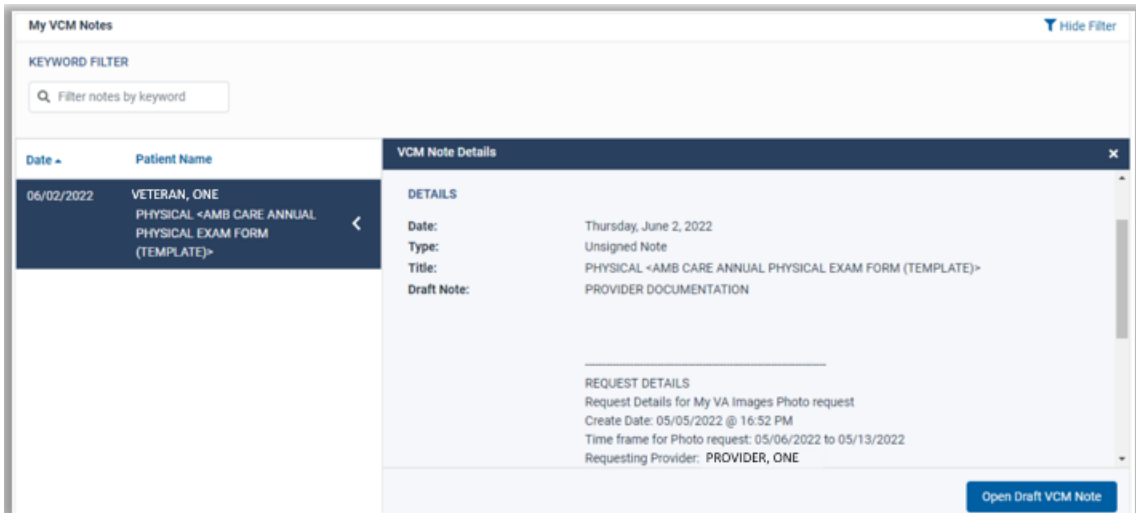 My VCM Notes
Hide Filter
KEYWORD FILTER
Filter notes by keyword
Date
Patient Name
06/02/2022
VETERAN, ONE
PHYSICAL <AMB CARE ANNUAL
PHYSICAL EXAM FORM
(TEMPLATE)>
VCM Note Details
DETAILS
Date: Thursday, June 2, 2022
Type: Unsigned Note
Title: PHYSICAL <AMB CARE ANNUAL PHYSICAL EXAM FORM (TEMPLATE)>
Draft Note: PROVIDER DOCUMENTATION
REQUEST DETAILS
Request Details for My VA Images Photo request
Create Date: 05/05/2022 @ 16:52 PM
Time frame for Photo request: 05/06/2022 to 05/13/2022
Requesting Provider: PROVIDER, ONE
Open Draft VCM Note